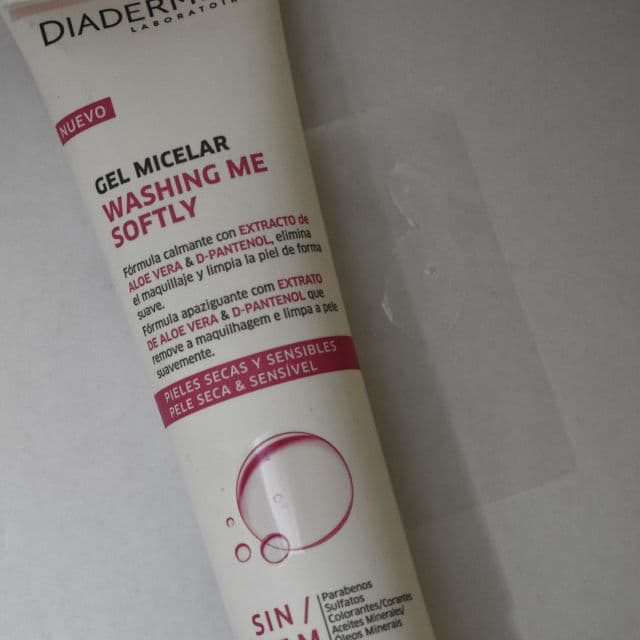 LABORATOIR
NUEVO
GEL MICELAR
WASHING ME
SOFTLY
Fórmula calmante con EXTRACTO de
ALOE VERA & D-PANTENOL, elimina
el maquillaje y limpia la piel de forma
suave.
Fórmula apaziguante com EXTRATO
DE ALOE VERA & D-PANTENOL que
remove a maquilhagem e limpa a pele
suavemente.
PIELES SECAS Y SENSIBLES
PELE SECA & SENSÍVEL
SIN /
Parabenos
Sulfatos
Colorantes/Corantes
Aceites Minerales/
Óleos Minerais